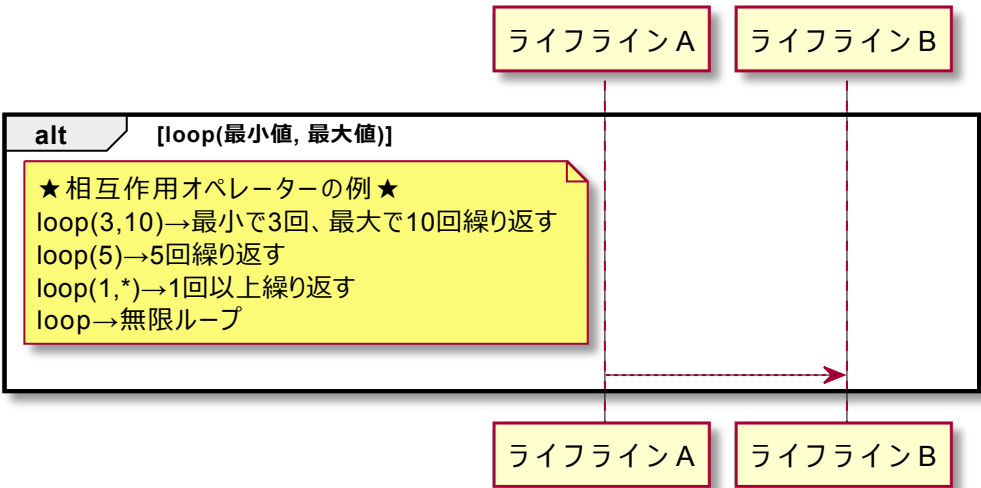 ライフラインA ライフラインB
alt [loop(最小値, 最大値)]
★相互作用オペレーターの例★
loop(3,10)→最小で3回、最大で10回繰り返す
loop(5)→5回繰り返す
loop(1,*)→1回以上繰り返す
loop→無限ループ
ライフラインA ライフラインB